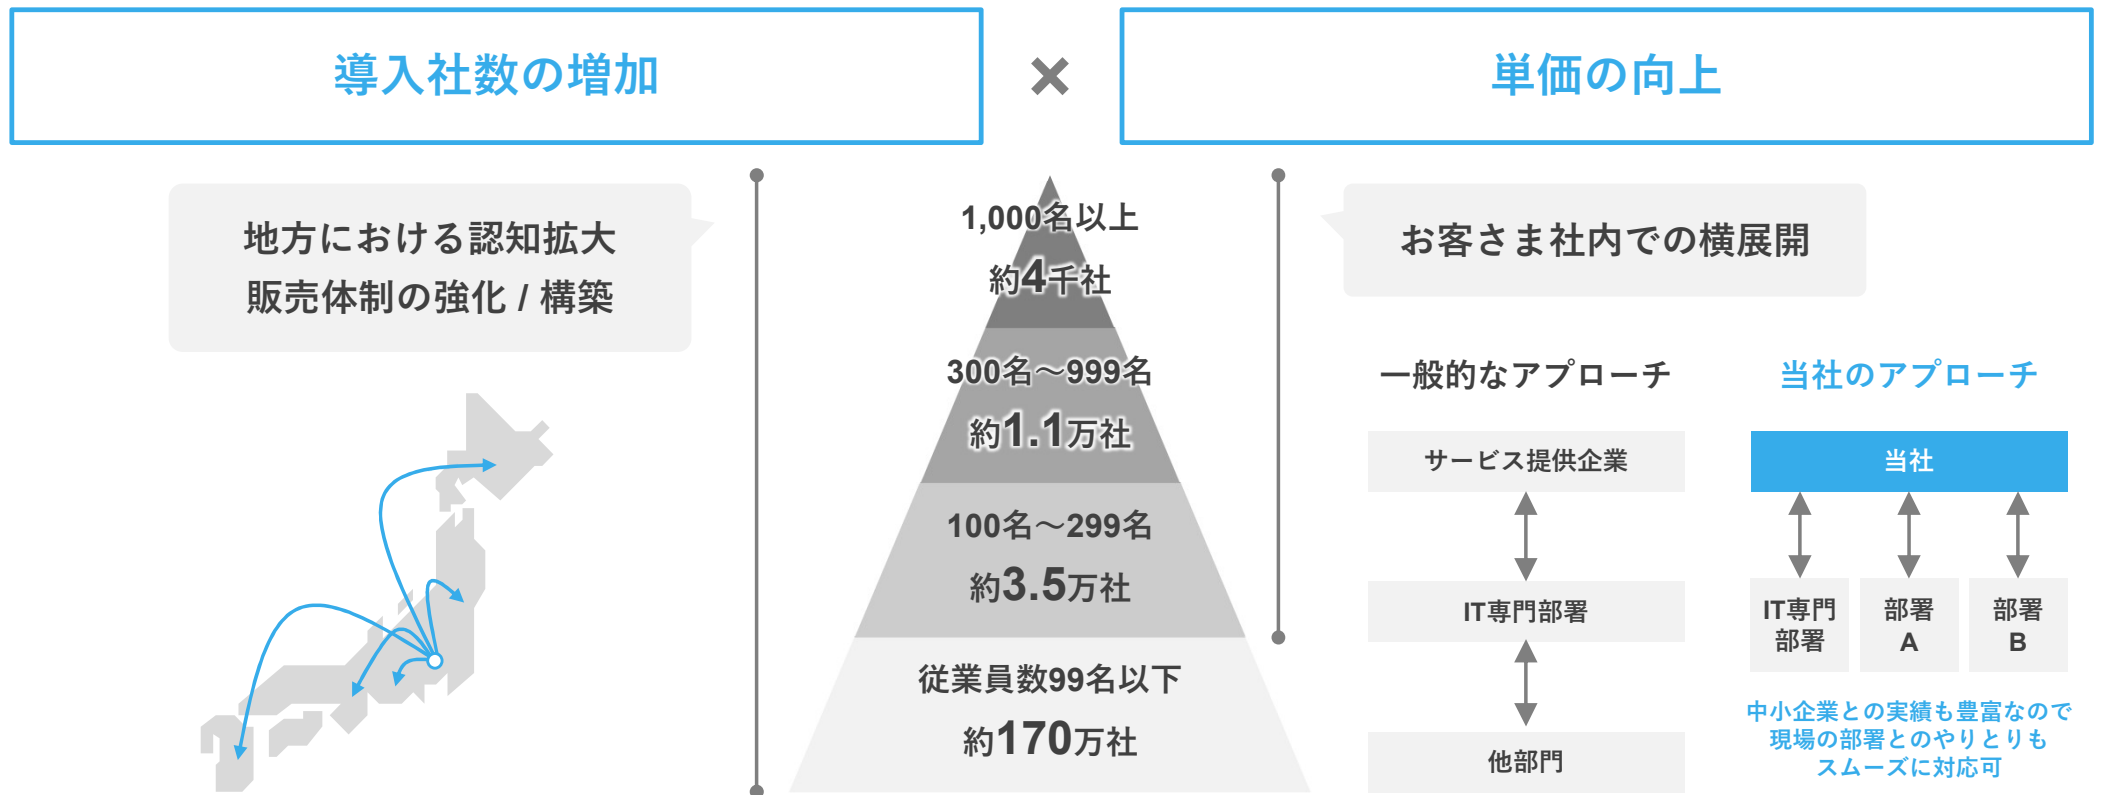 導入社数の増加
×
単価の向上
地方における認知拡大
販売体制の強化 / 構築
1,000名以上
約4千社
300名～999名
約1.1万社
100名～299名
約3.5万社
従業員数99名以下
約170万社
お客さま社内での横展開
一般的なアプローチ
サービス提供企業
IT専門部署
他部門
当社のアプローチ
当社
IT専門
部署
部署
A
部署
B
中小企業との実績も豊富なので
現場の部署とのやりとりも
スムーズに対応可